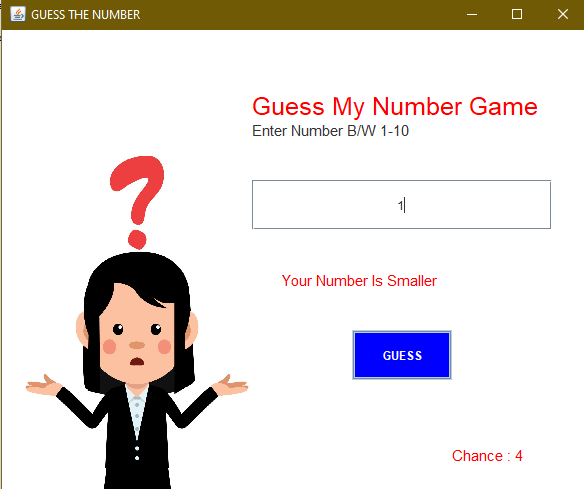 GUESS THE NUMBER
Guess My Number Game
Enter Number B/W 1-10
1
Your Number Is Smaller
GUESS
Chance : 4